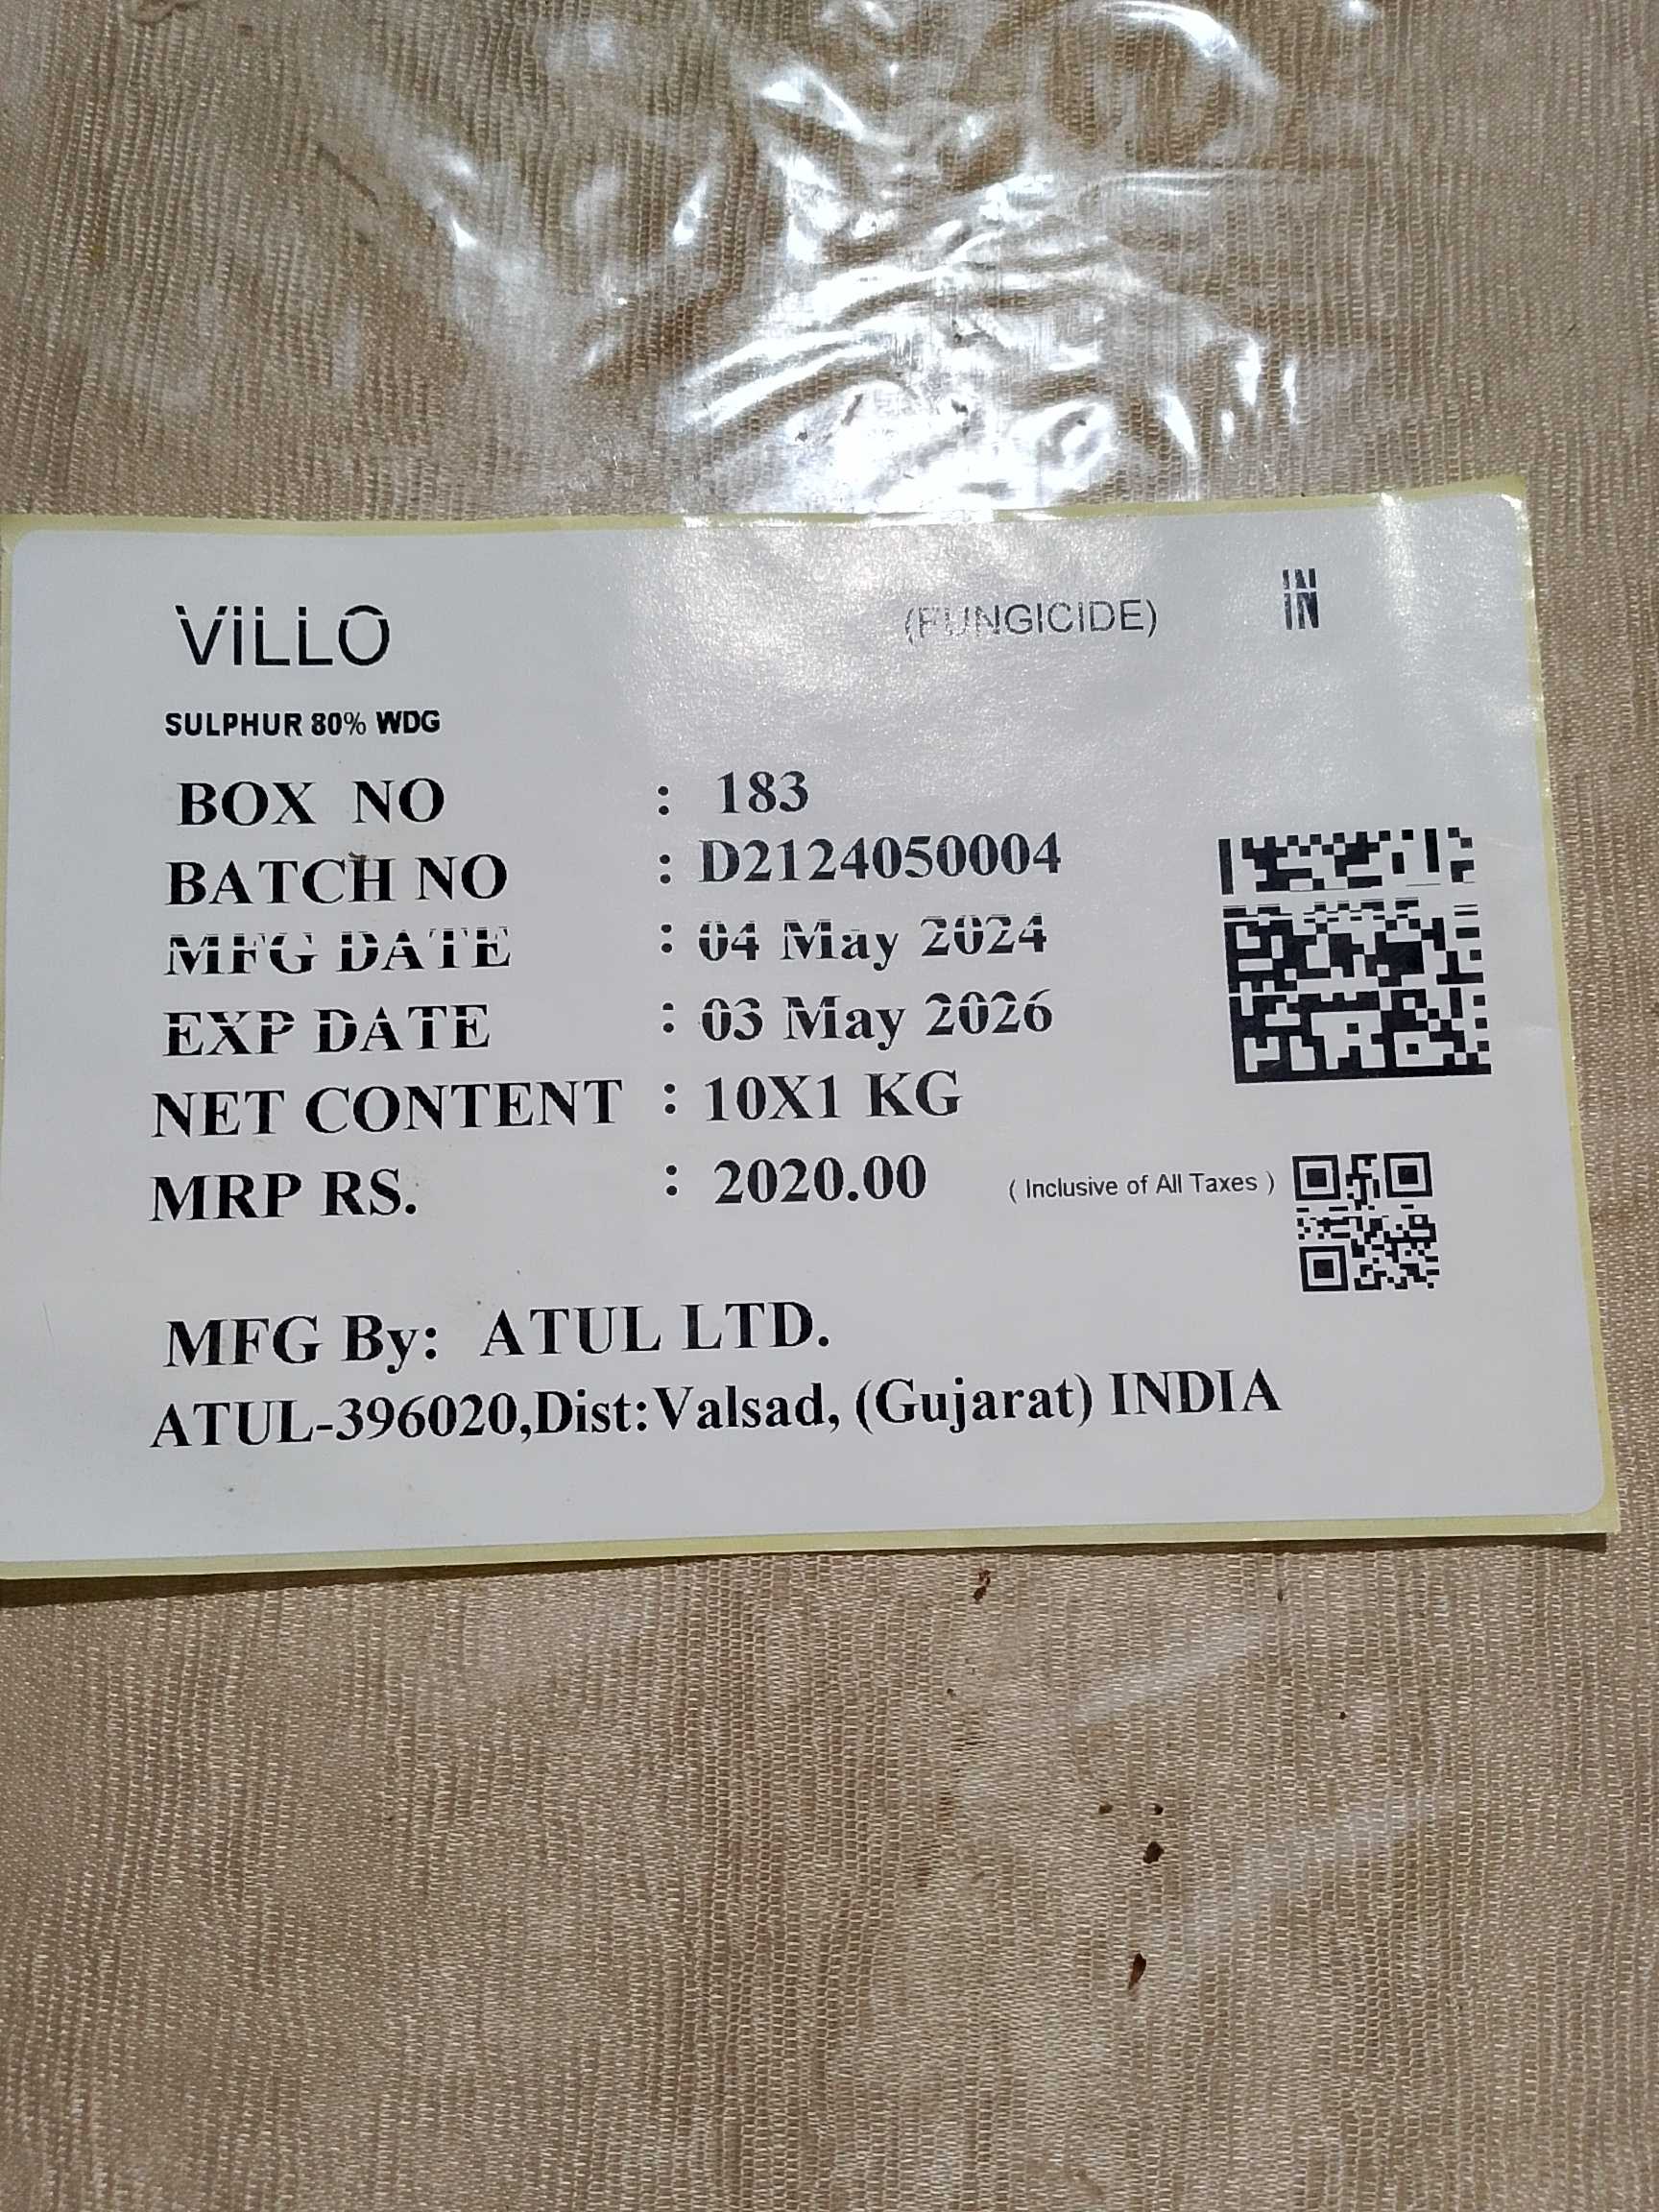 VILLO (FUNGICIDE) IN
SULPHUR 80% WDG
BOX NO : 183
BATCH NO : D2124050004
MFG DATE : 04 May 2024
EXP DATE : 03 May 2026
NET CONTENT : 10X1 KG
MRP RS. : 2020.00 ( Inclusive of All Taxes )
MFG By: ATUL LTD.
ATUL-396020,Dist:Valsad, (Gujarat) INDIA